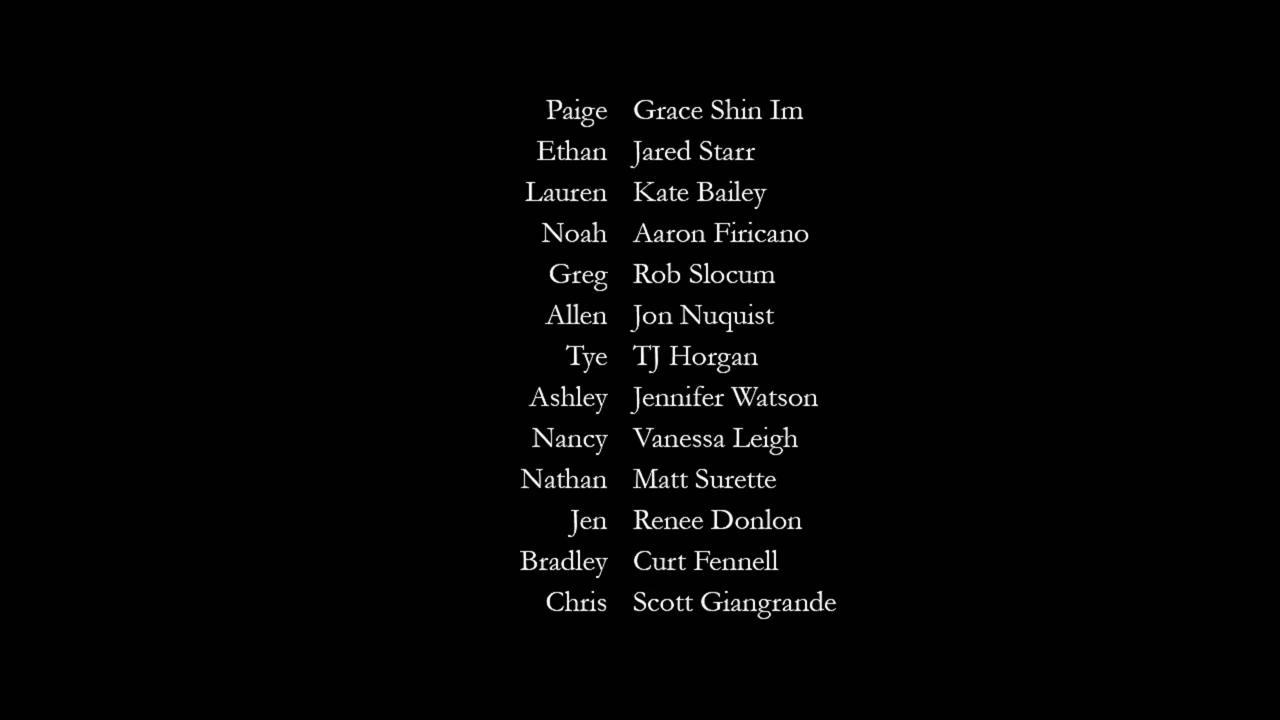 Paige Grace Shin Im
Ethan Jared Starr
Lauren Kate Bailey
Noah Aaron Firicano
Greg Rob Slocum
Allen Jon Nuquist
Tye TJ Horgan
Ashley Jennifer Watson
Nancy Vanessa Leigh
Nathan Matt Surette
Jen Renee Donlon
Bradley Curt Fennell
Chris Scott Giangrande